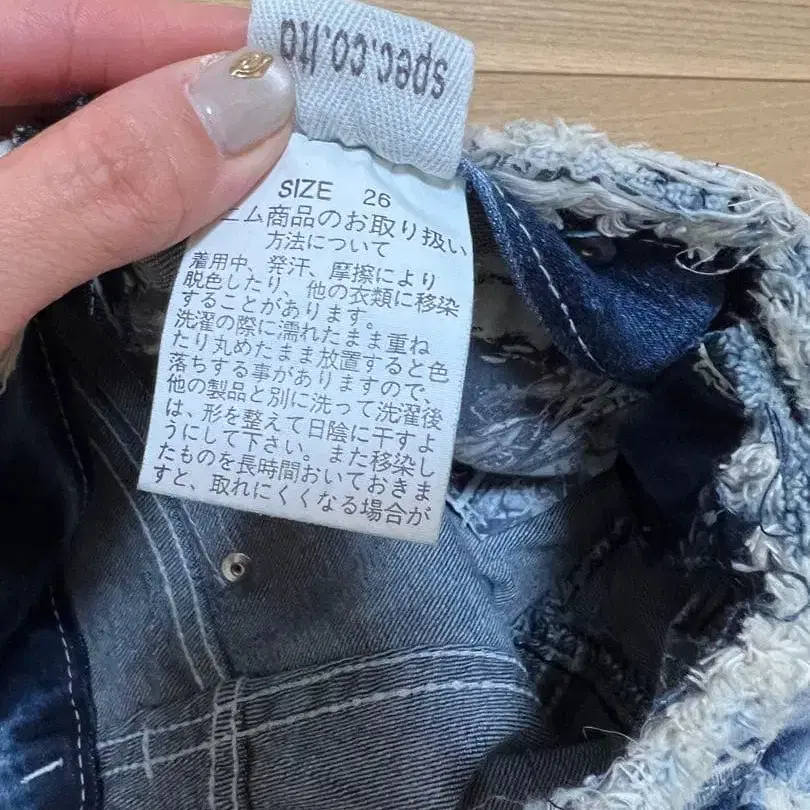 spec.co.ltd
SIZE 26
ニム商品のお取り扱い
方法について
着用中、発汗、摩擦により
脱色したり、他の衣類に移染
することがあります。
洗濯の際に濡れたまま重ね
たり丸めたまま放置すると色
落ちする事がありますので、
他の製品と別に洗って洗濯後
は、形を整えて日陰に干すよ
うにして下さい。また移染し
たものを長時間おいておきま
すと、取れにくくなる場合が